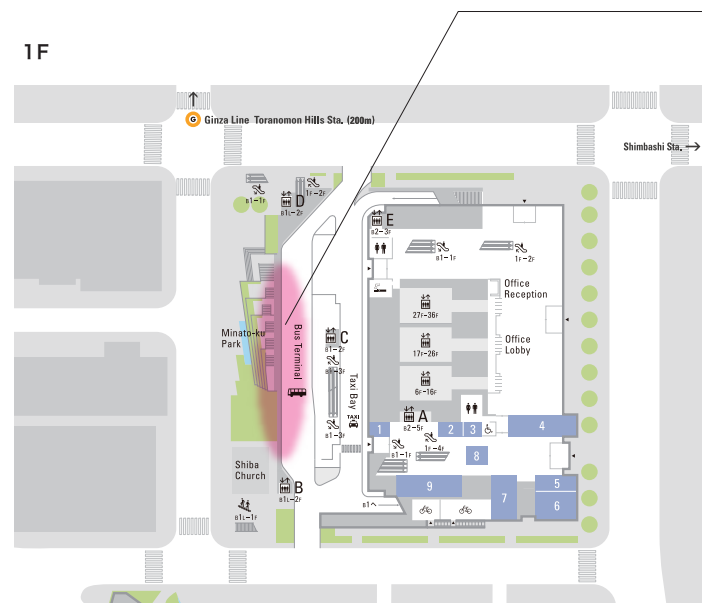 1F
G Ginza Line Toranomon Hills Sta. (200m)
Shimbashi Sta. →
B1-1F
D
B1L-2F
1F-2F
E
B2-3F
B1-1F
1F-2F
Office
Reception
27F-36F
Minato-ku
Park
Bus Terminal
C
B1-2F
B1-3F
Taxi Bay
TAXI
17F-26F
Office
Lobby
6F-16F
A
B2-5F
1
2
3
4
B1-3F
B1-1F
1F-4F
8
Shiba
Church
B
B1L-2F
9
7
5
6
B1L-1F
B1